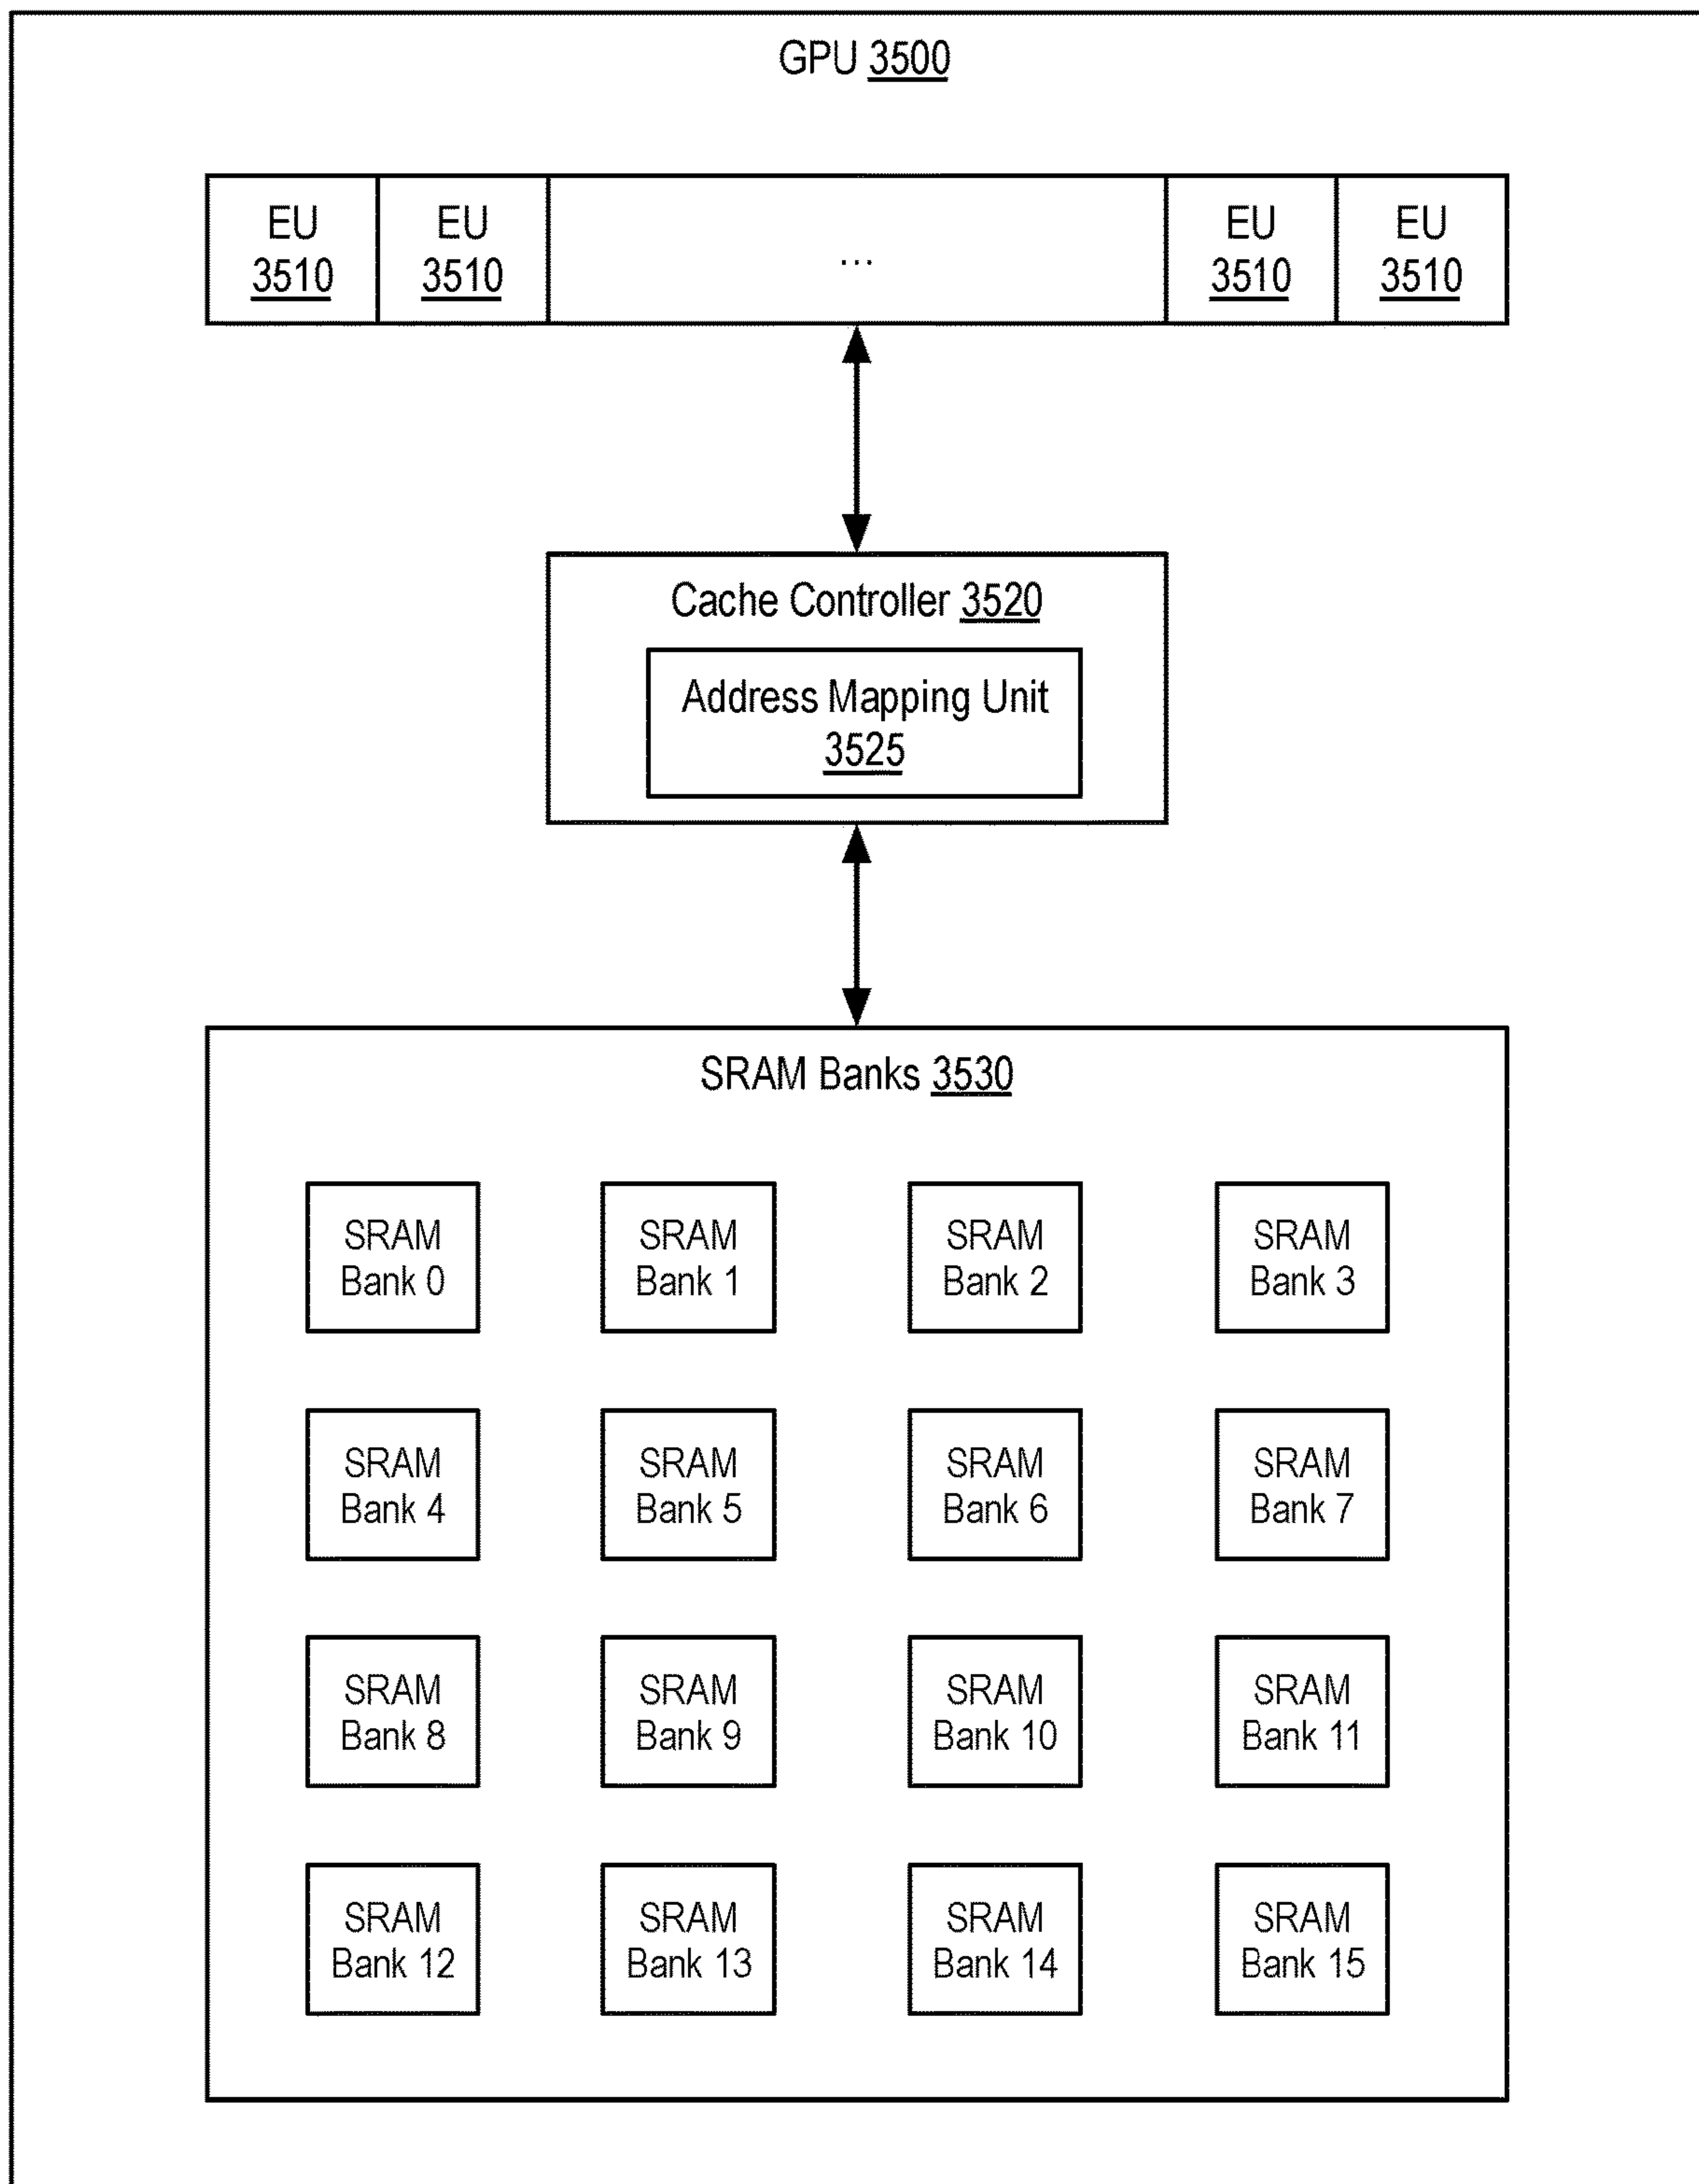 GPU 3500
EU EU ... EU EU
3510 3510 3510 3510
Cache Controller 3520
Address Mapping Unit
3525
SRAM Banks 3530
SRAM SRAM SRAM SRAM
Bank 0 Bank 1 Bank 2 Bank 3
SRAM SRAM SRAM SRAM
Bank 4 Bank 5 Bank 6 Bank 7
SRAM SRAM SRAM SRAM
Bank 8 Bank 9 Bank 10 Bank 11
SRAM SRAM SRAM SRAM
Bank 12 Bank 13 Bank 14 Bank 15